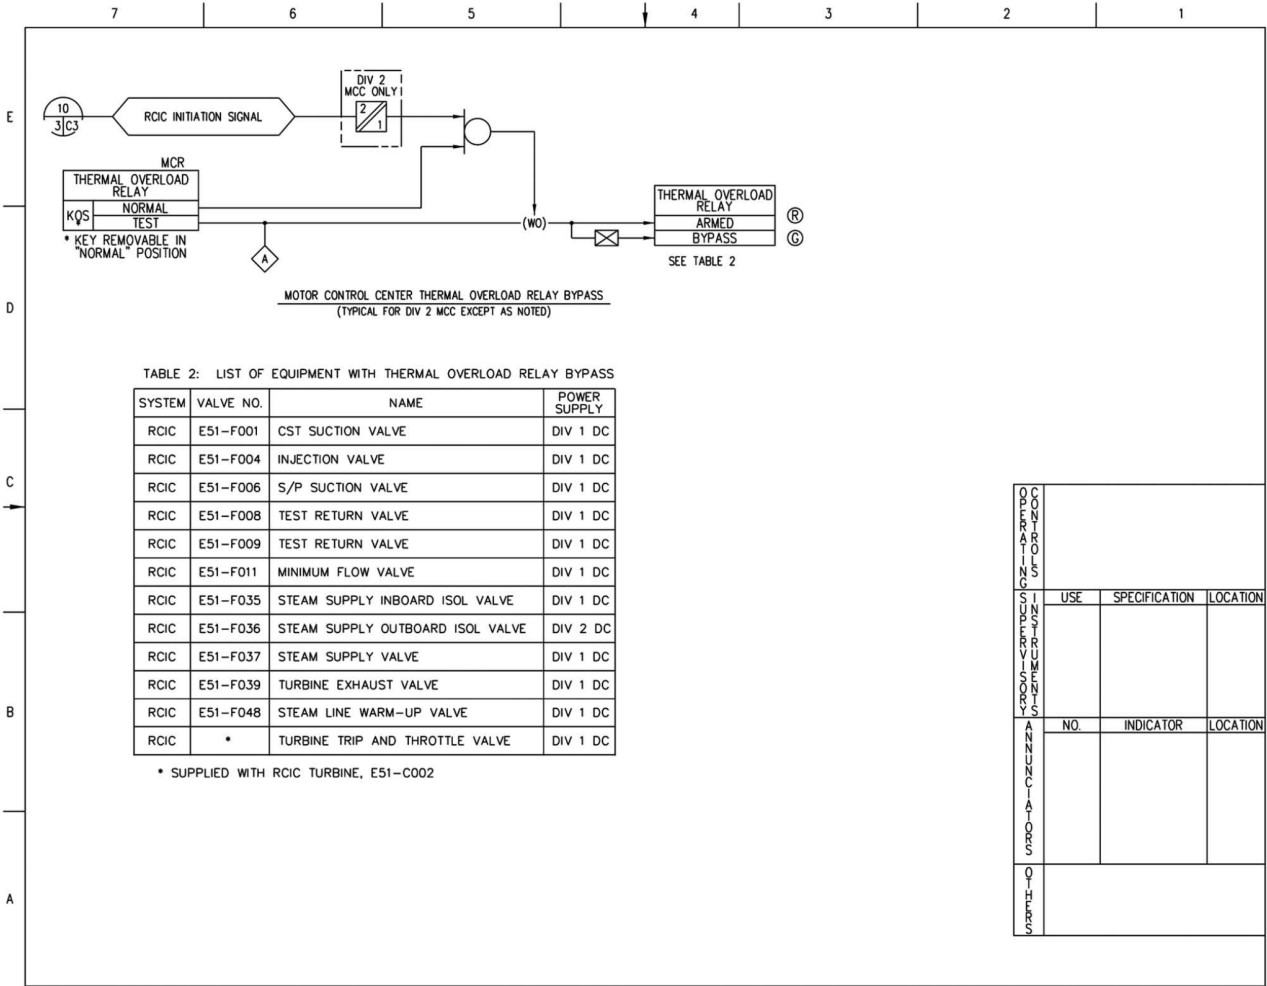 7 6 5 4 3 2 1
E
D
C
B
A
10
3 C3
RCIC INITIATION SIGNAL
DIV 2
MCC ONLY
2
1
MCR
THERMAL OVERLOAD
RELAY
KOS
*
NORMAL
TEST
* KEY REMOVABLE IN
"NORMAL" POSITION
A
(WO)
THERMAL OVERLOAD
RELAY
ARMED
BYPASS
R
G
SEE TABLE 2
MOTOR CONTROL CENTER THERMAL OVERLOAD RELAY BYPASS
(TYPICAL FOR DIV 2 MCC EXCEPT AS NOTED)
TABLE 2: LIST OF EQUIPMENT WITH THERMAL OVERLOAD RELAY BYPASS
SYSTEM VALVE NO. NAME POWER SUPPLY
RCIC E51-F001 CST SUCTION VALVE DIV 1 DC
RCIC E51-F004 INJECTION VALVE DIV 1 DC
RCIC E51-F006 S/P SUCTION VALVE DIV 1 DC
RCIC E51-F008 TEST RETURN VALVE DIV 1 DC
RCIC E51-F009 TEST RETURN VALVE DIV 1 DC
RCIC E51-F011 MINIMUM FLOW VALVE DIV 1 DC
RCIC E51-F035 STEAM SUPPLY INBOARD ISOL VALVE DIV 1 DC
RCIC E51-F036 STEAM SUPPLY OUTBOARD ISOL VALVE DIV 2 DC
RCIC E51-F037 STEAM SUPPLY VALVE DIV 1 DC
RCIC E51-F039 TURBINE EXHAUST VALVE DIV 1 DC
RCIC E51-F048 STEAM LINE WARM-UP VALVE DIV 1 DC
RCIC * TURBINE TRIP AND THROTTLE VALVE DIV 1 DC
* SUPPLIED WITH RCIC TURBINE, E51-C002
OPERATING
CONTROLS
SUPERVISORY
INSTRUMENTS
USE SPECIFICATION LOCATION
ANNUNCIATORS
NO. INDICATOR LOCATION
OTHERS